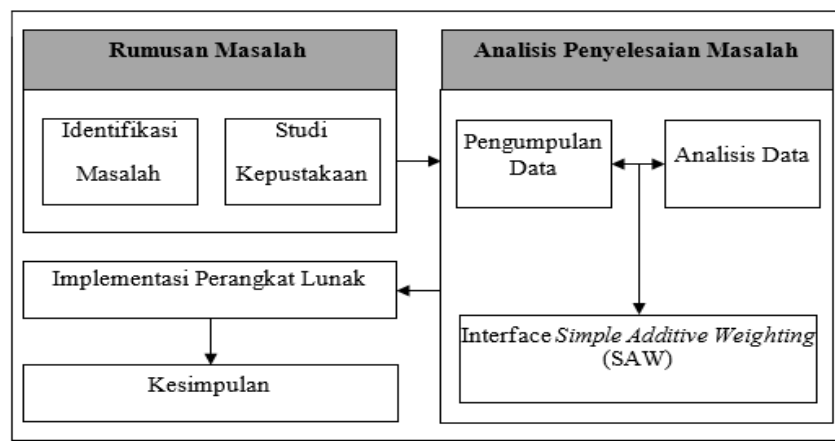 Rumusan Masalah
Identifikasi
Masalah
Studi
Kepustakaan
Analisis Penyelesaian Masalah
Pengumpulan
Data
Analisis Data
Interface Simple Additive Weighting
(SAW)
Implementasi Perangkat Lunak
Kesimpulan